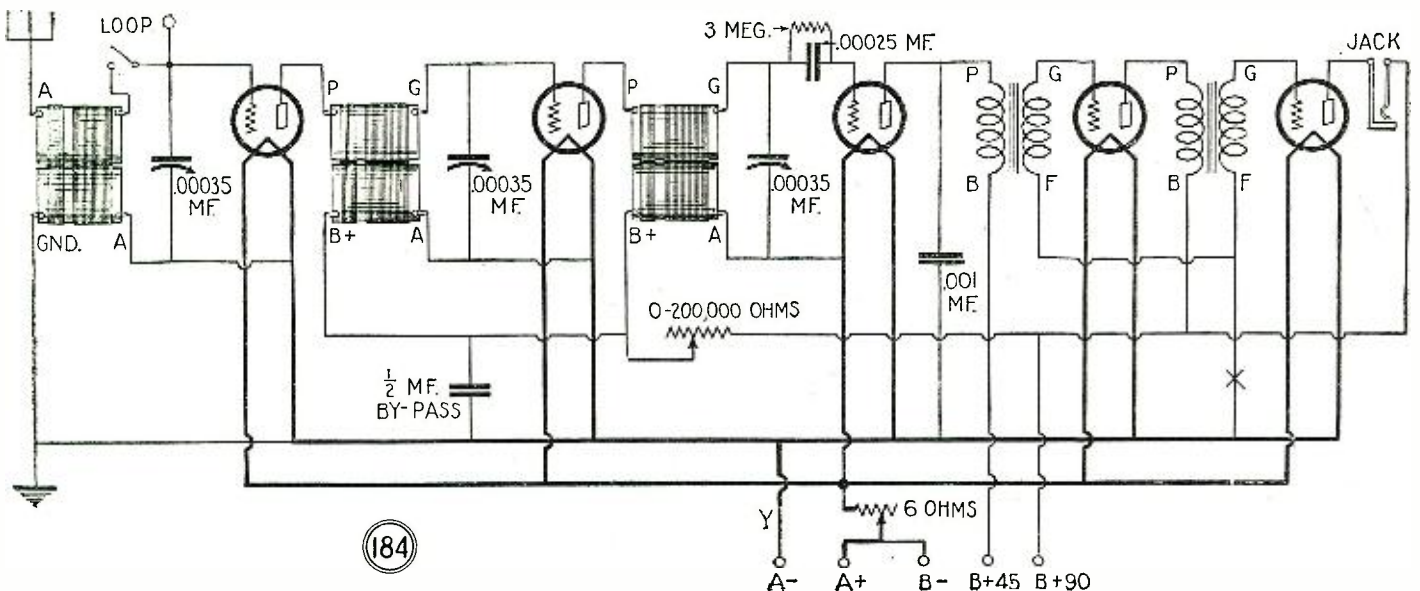 LOOP
3 MEG.
.00025 MF.
JACK
A
P
G
P
G
P
G
P
G
.00035
MF.
.00035
MF.
.00035
MF.
B
F
B
F
GND.
A
B+
A
B+
A
.001
MF.
0-200,000 OHMS
1/2 MF.
BY-PASS
6 OHMS
Y
184
A-
A+
B-
B+45
B+90